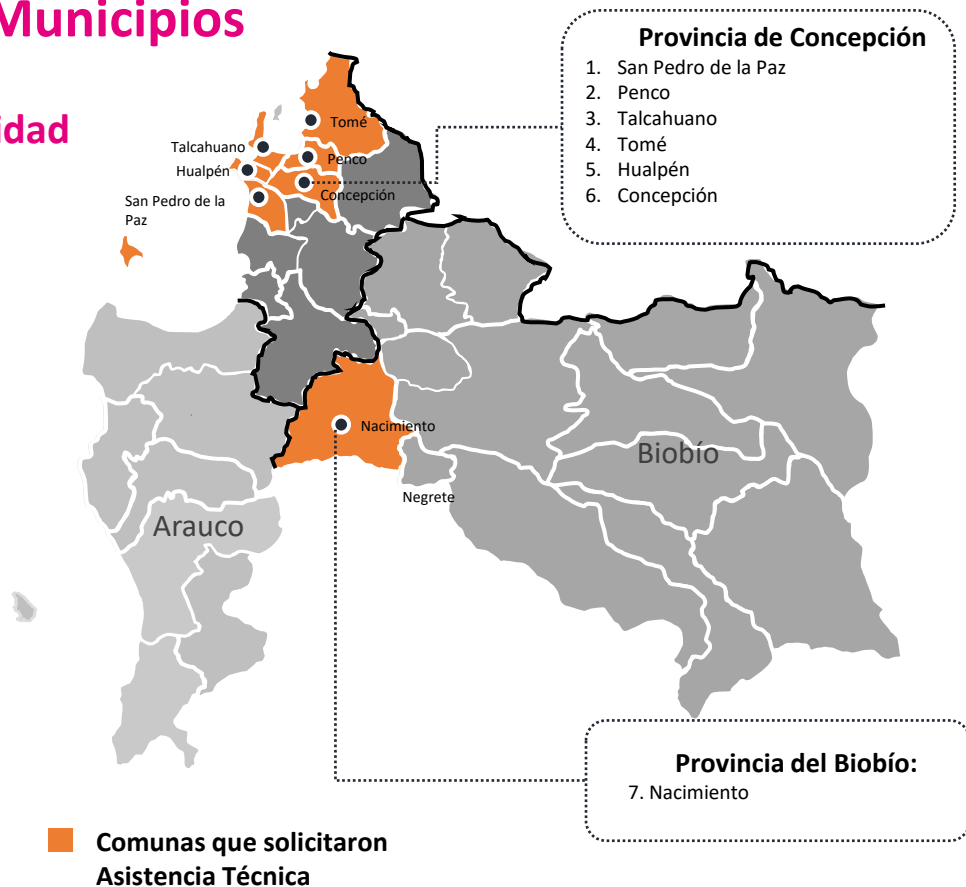 Municipios
idad
Provincia de Concepción
1. San Pedro de la Paz
2. Penco
3. Talcahuano
4. Tomé
5. Hualpén
6. Concepción
Tomé
Talcahuano
Penco
Hualpén
Concepción
San Pedro de la
Paz
Nacimiento
Biobío
Negrete
Arauco
Provincia del Biobío:
7. Nacimiento
Comunas que solicitaron
Asistencia Técnica